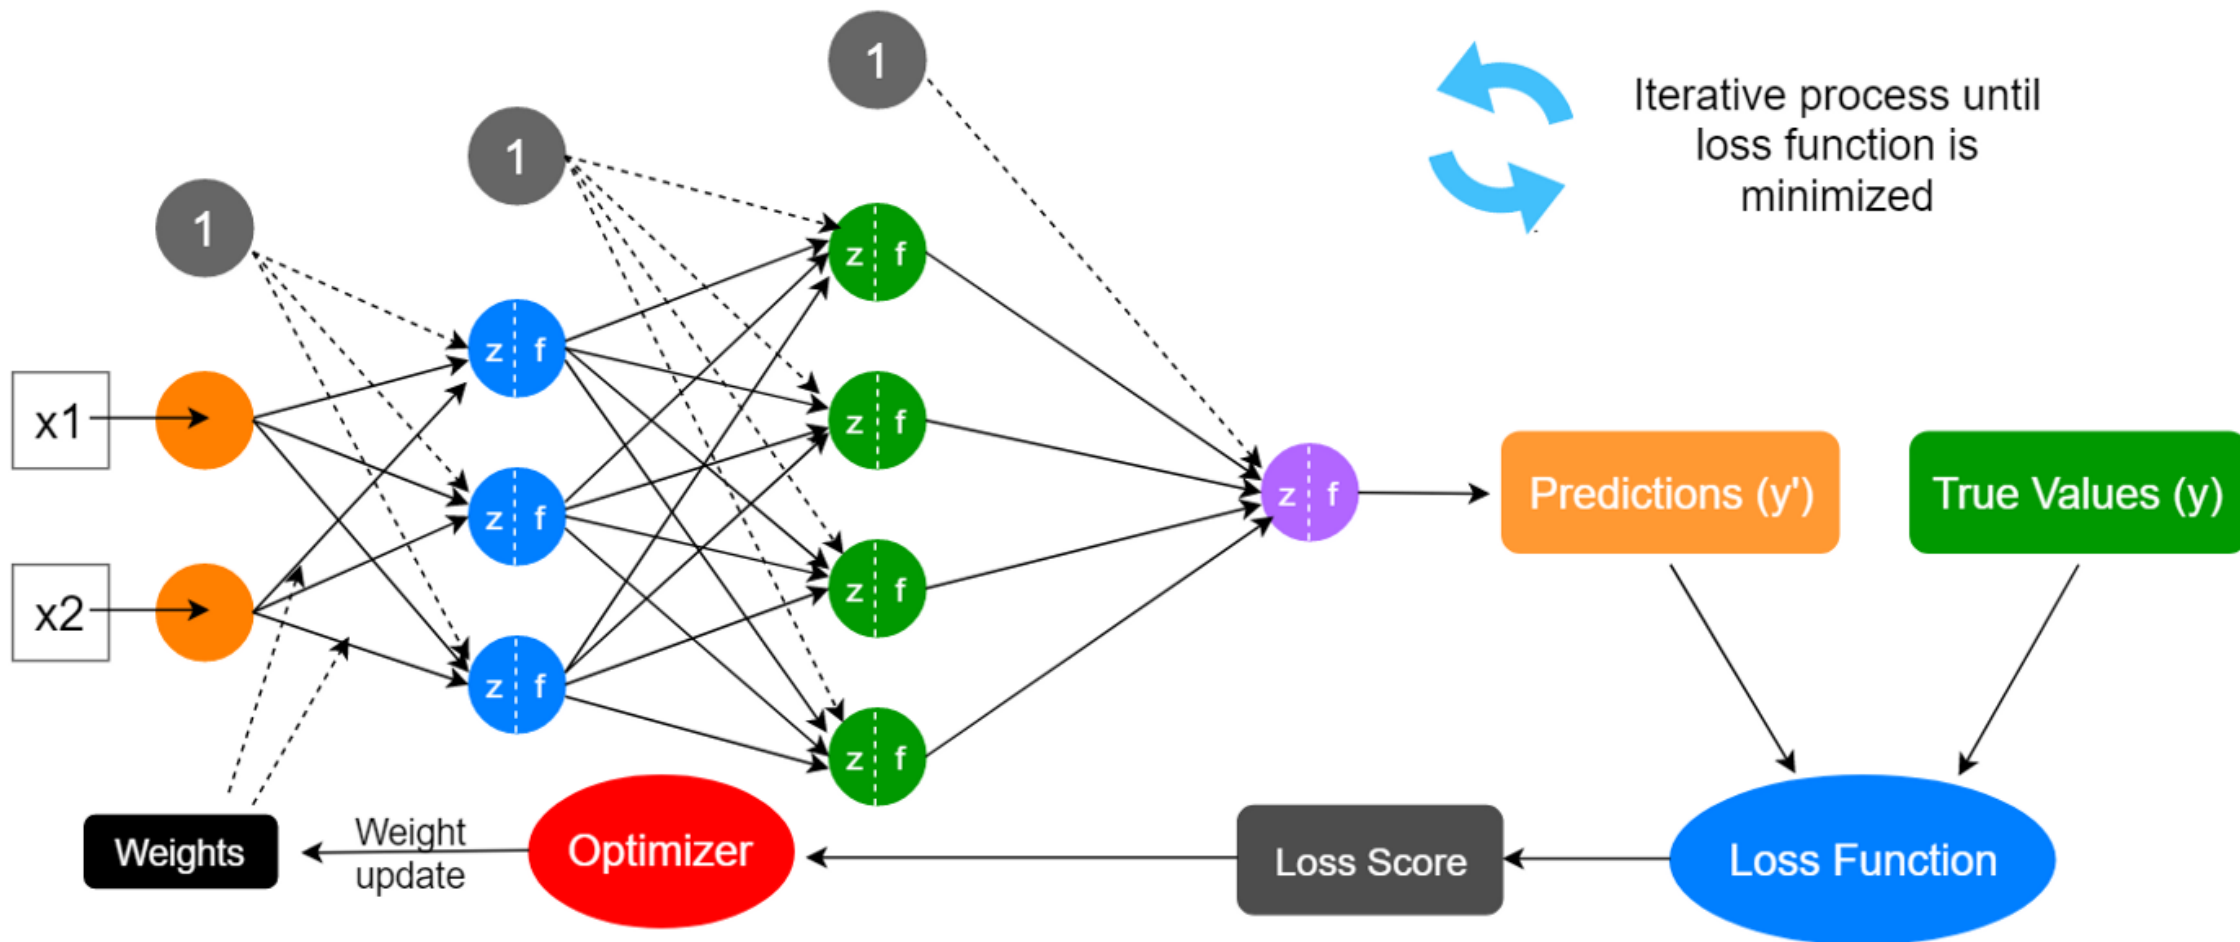 1
1
1
Iterative process until
loss function is
minimized
z f
z f
z f
z f
z f
z f
z f
z f
x1
x2
Predictions (y')
True Values (y)
Weights
Weight
update
Optimizer
Loss Score
Loss Function